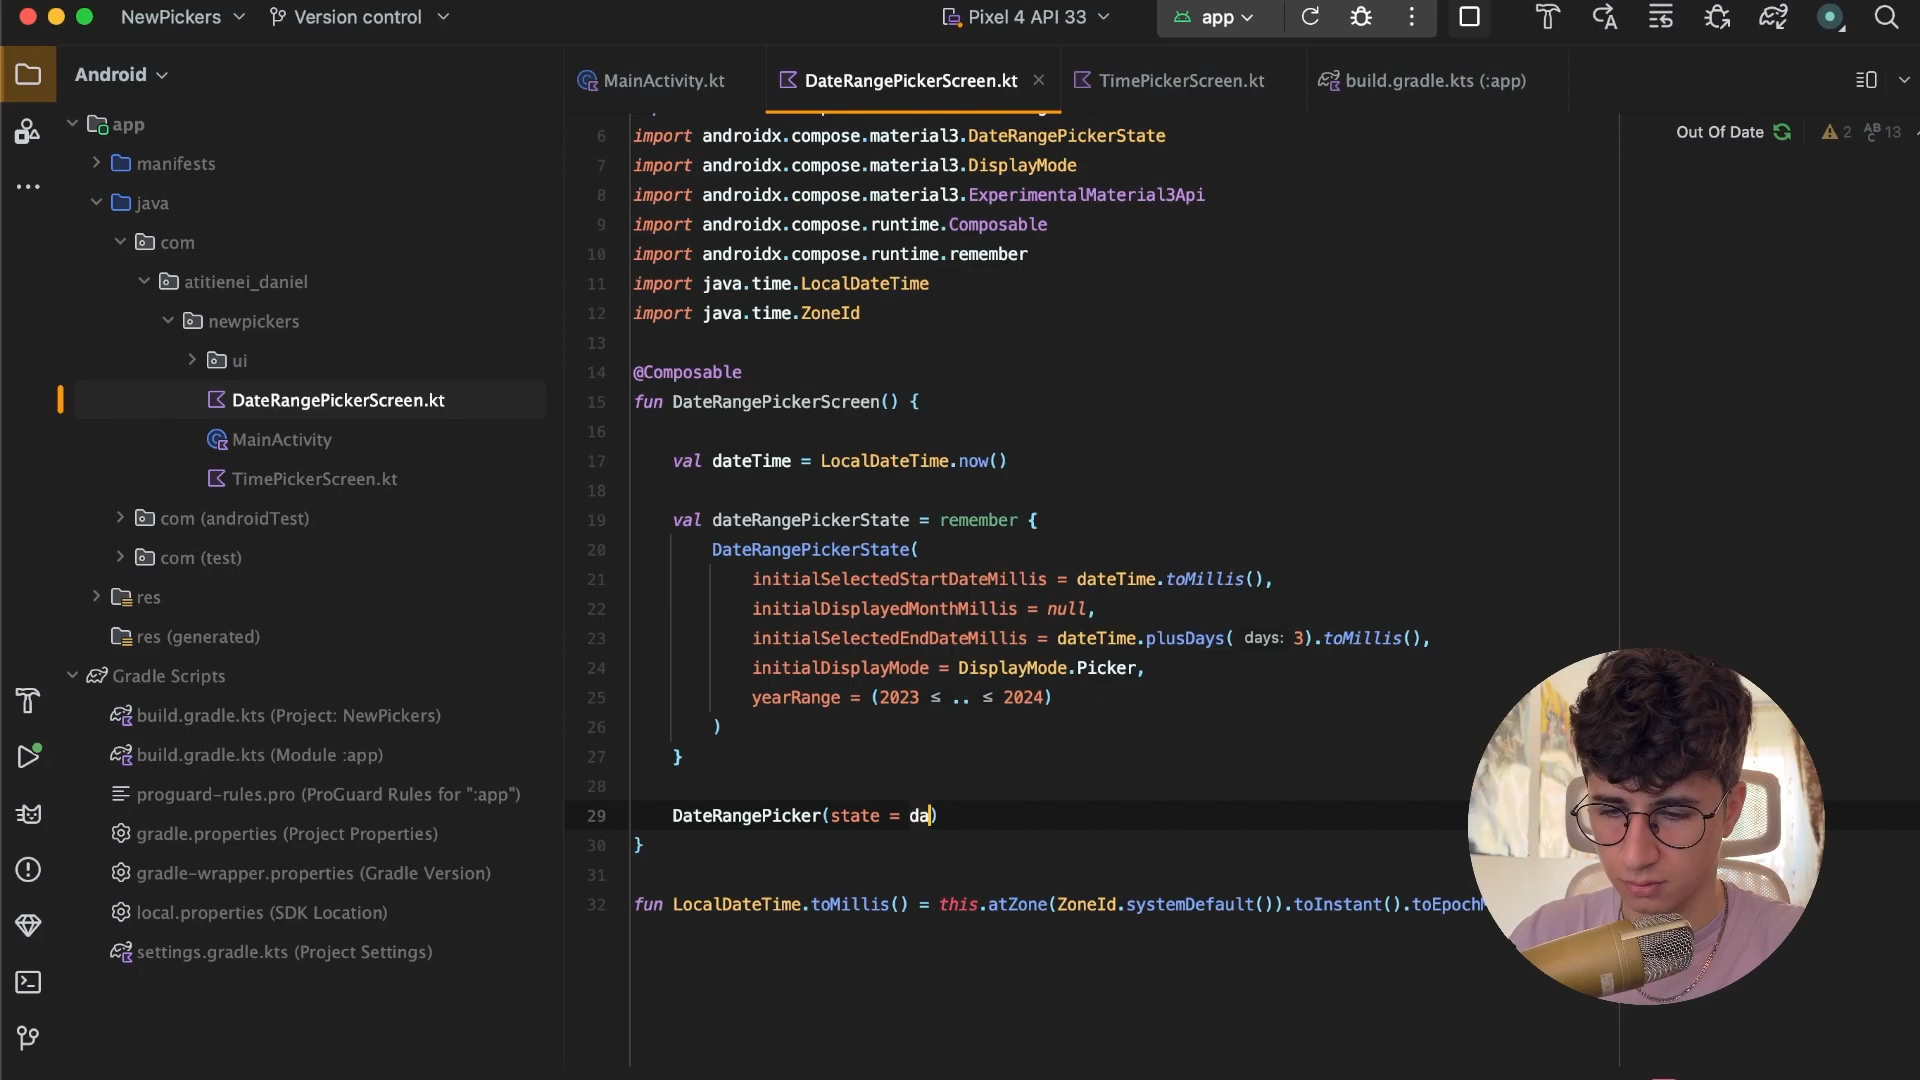 NewPickers
Version control
Pixel 4 API 33
app
Android
MainActivity.kt
DateRangePickerScreen.kt
TimePickerScreen.kt
build.gradle.kts (:app)
Out Of Date
2
13
app
manifests
java
com
atitienei_daniel
newpickers
ui
DateRangePickerScreen.kt
MainActivity
TimePickerScreen.kt
com (androidTest)
com (test)
res
res (generated)
Gradle Scripts
build.gradle.kts (Project: NewPickers)
build.gradle.kts (Module :app)
proguard-rules.pro (ProGuard Rules for ":app")
gradle.properties (Project Properties)
gradle-wrapper.properties (Gradle Version)
local.properties (SDK Location)
settings.gradle.kts (Project Settings)
6 import androidx.compose.material3.DateRangePickerState
7 import androidx.compose.material3.DisplayMode
8 import androidx.compose.material3.ExperimentalMaterial3Api
9 import androidx.compose.runtime.Composable
10 import androidx.compose.runtime.remember
11 import java.time.LocalDateTime
12 import java.time.ZoneId
13
14 @Composable
15 fun DateRangePickerScreen() {
16
17 val dateTime = LocalDateTime.now()
18
19 val dateRangePickerState = remember {
20 DateRangePickerState(
21 initialSelectedStartDateMillis = dateTime.toMillis(),
22 initialDisplayedMonthMillis = null,
23 initialSelectedEndDateMillis = dateTime.plusDays( days: 3).toMillis(),
24 initialDisplayMode = DisplayMode.Picker,
25 yearRange = (2023 ≤ .. ≤ 2024)
26 )
27 }
28
29 DateRangePicker(state = da)
30 }
31
32 fun LocalDateTime.toMillis() = this.atZone(ZoneId.systemDefault()).toInstant().toEpoch